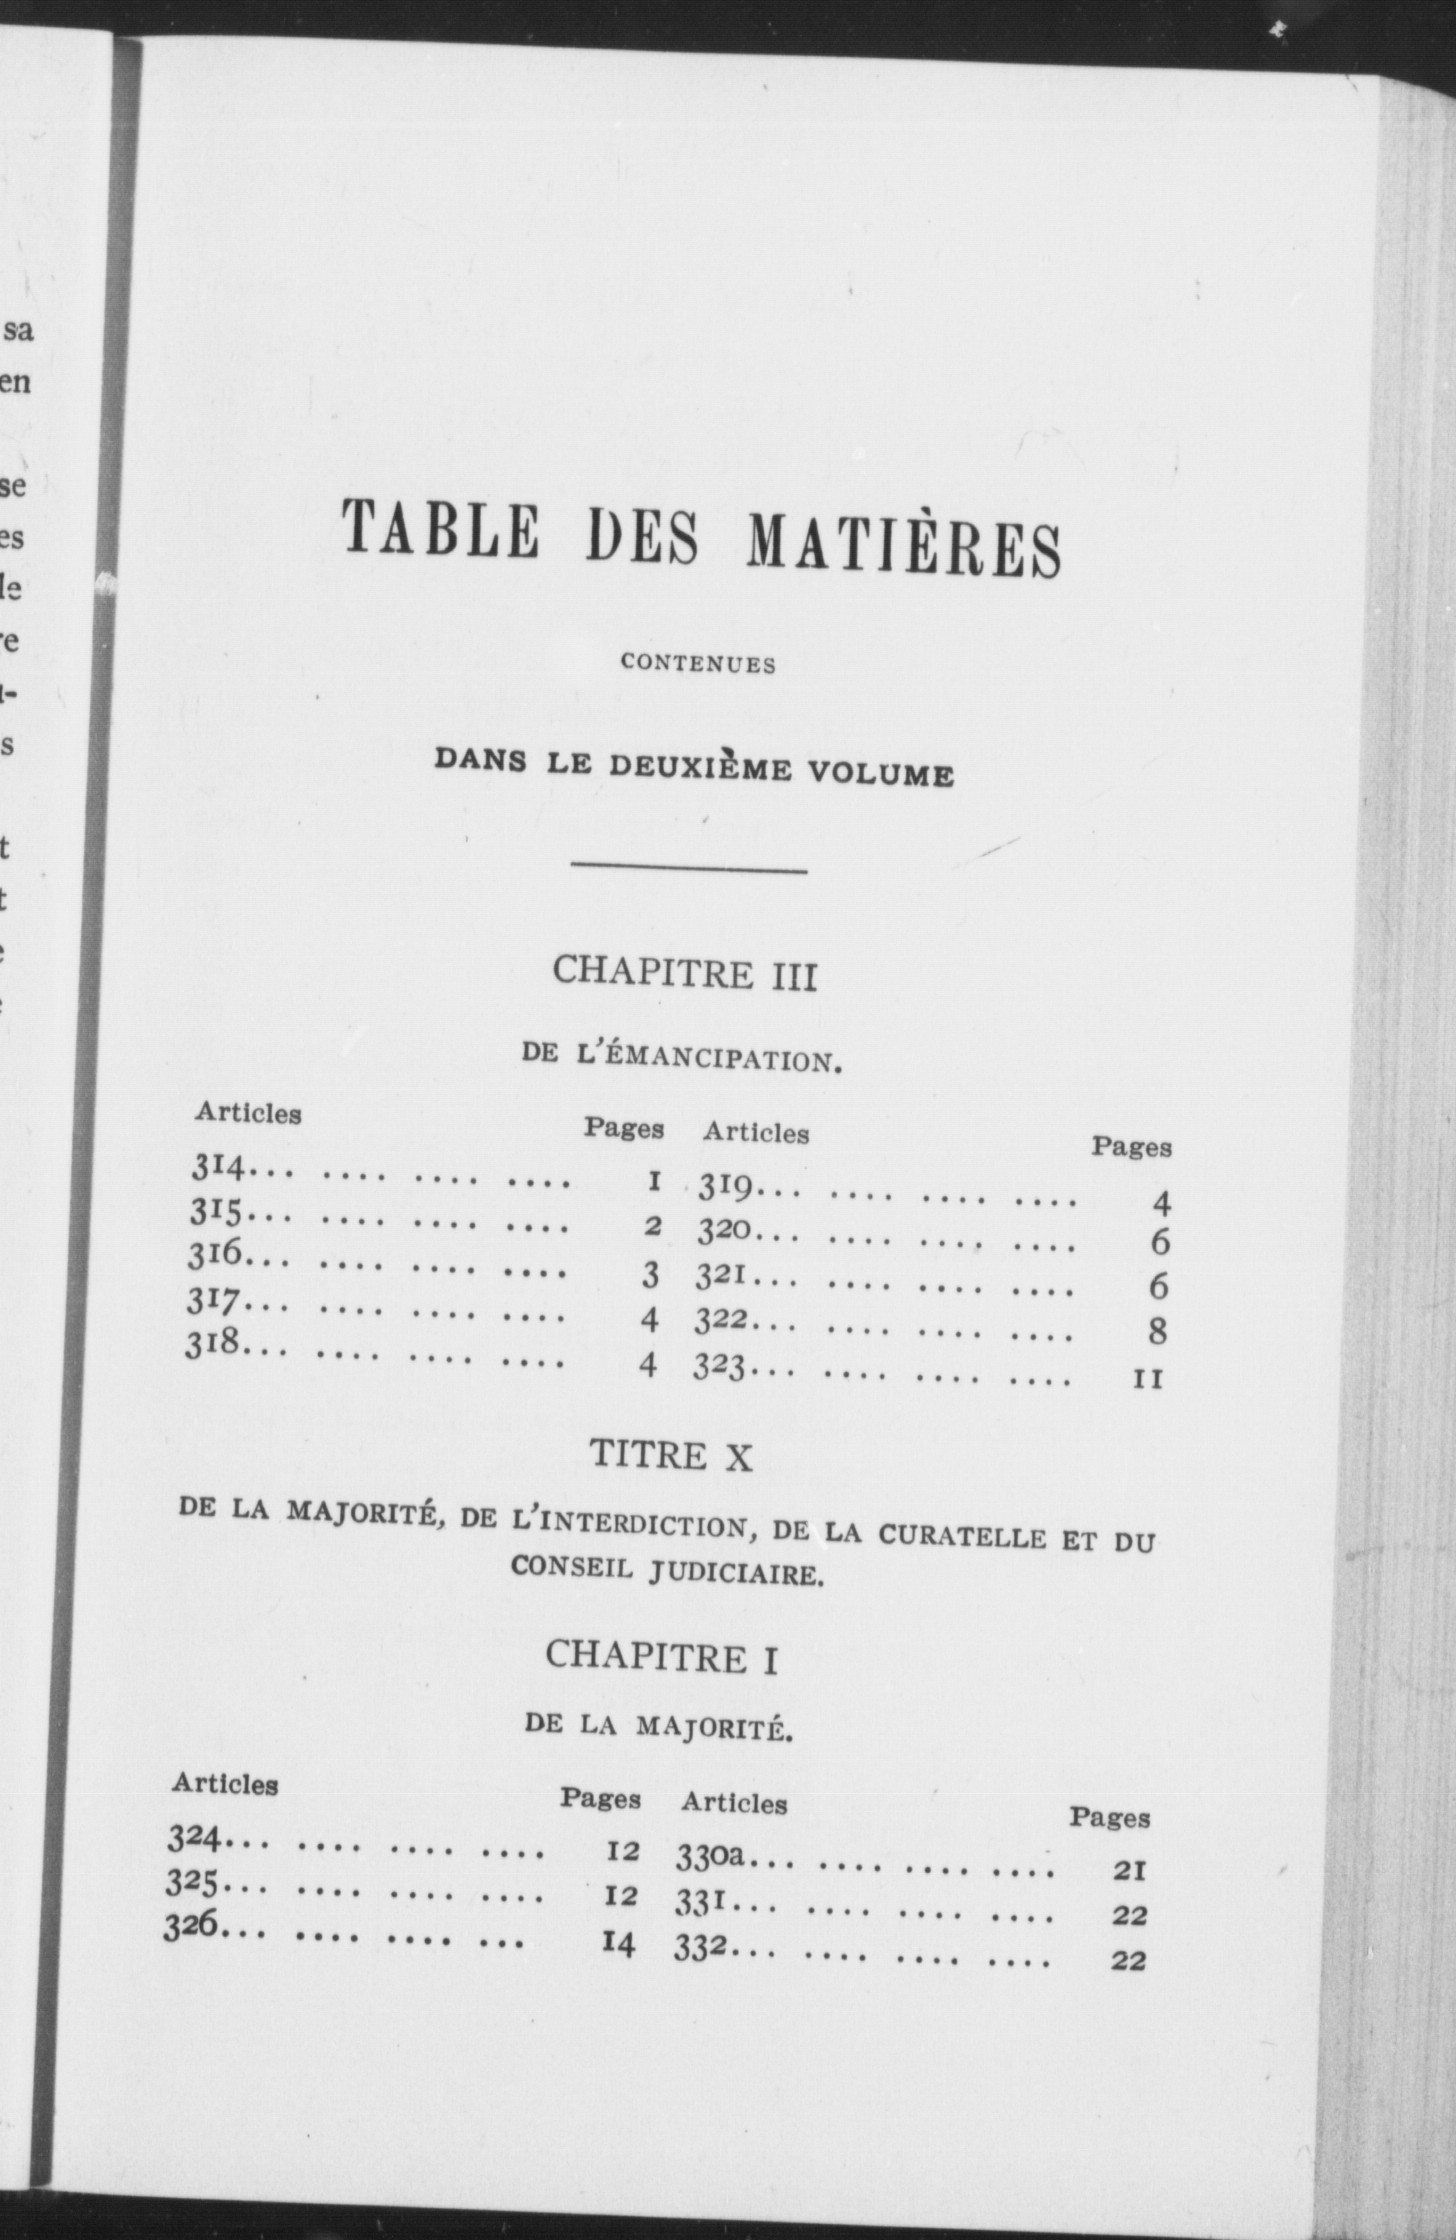 sa
en
se
es
le
re
s
t
t
e
TABLE DES MATIÈRES
CONTENUES
DANS LE DEUXIÈME VOLUME
CHAPITRE III
DE L'ÉMANCIPATION.
Articles Pages Articles Pages
314... .... .... .... 1 319... .... .... .... 4
315... .... .... .... 2 320... .... .... .... 6
316... .... .... .... 3 321... .... .... .... 6
317... .... .... .... 4 322... .... .... .... 8
318... .... .... .... 4 323... .... .... .... 11
TITRE X
DE LA MAJORITÉ, DE L'INTERDICTION, DE LA CURATELLE ET DU
CONSEIL JUDICIAIRE.
CHAPITRE I
DE LA MAJORITÉ.
Articles Pages Articles Pages
324... .... .... .... 12 330a... .... .... .... 21
325... .... .... .... 12 331... .... .... .... 22
326... .... .... ... 14 332... .... .... .... 22